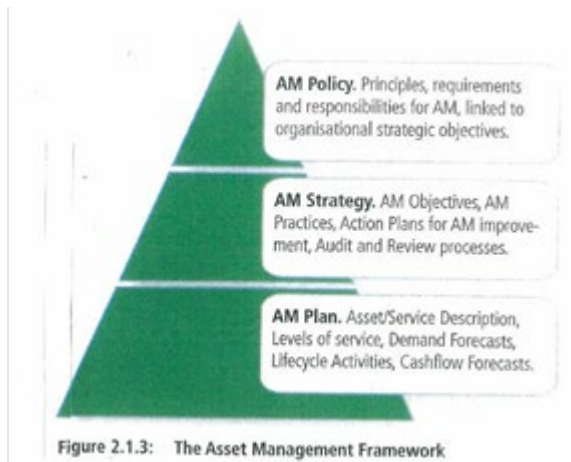 AM Policy. Principles, requirements
and responsibilities for AM, linked to
organisational strategic objectives.
AM Strategy. AM Objectives, AM
Practices, Action Plans for AM improve-
ment, Audit and Review processes.
AM Plan. Asset/Service Description,
Levels of service, Demand Forecasts,
Lifecycle Activities, Cashflow Forecasts.
Figure 2.1.3: The Asset Management Framework